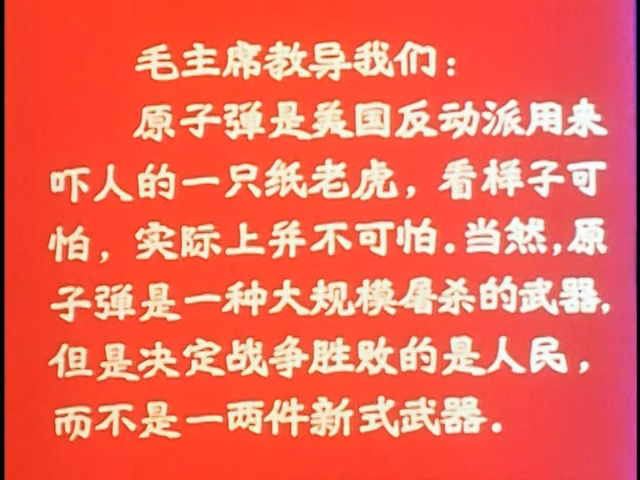 毛主席教导我们：
原子弹是美国反动派用来
吓人的一只纸老虎，看样子可
怕，实际上并不可怕.当然,原
子弹是一种大规模屠杀的武器,
但是决定战争胜败的是人民，
而不是一两件新式武器.